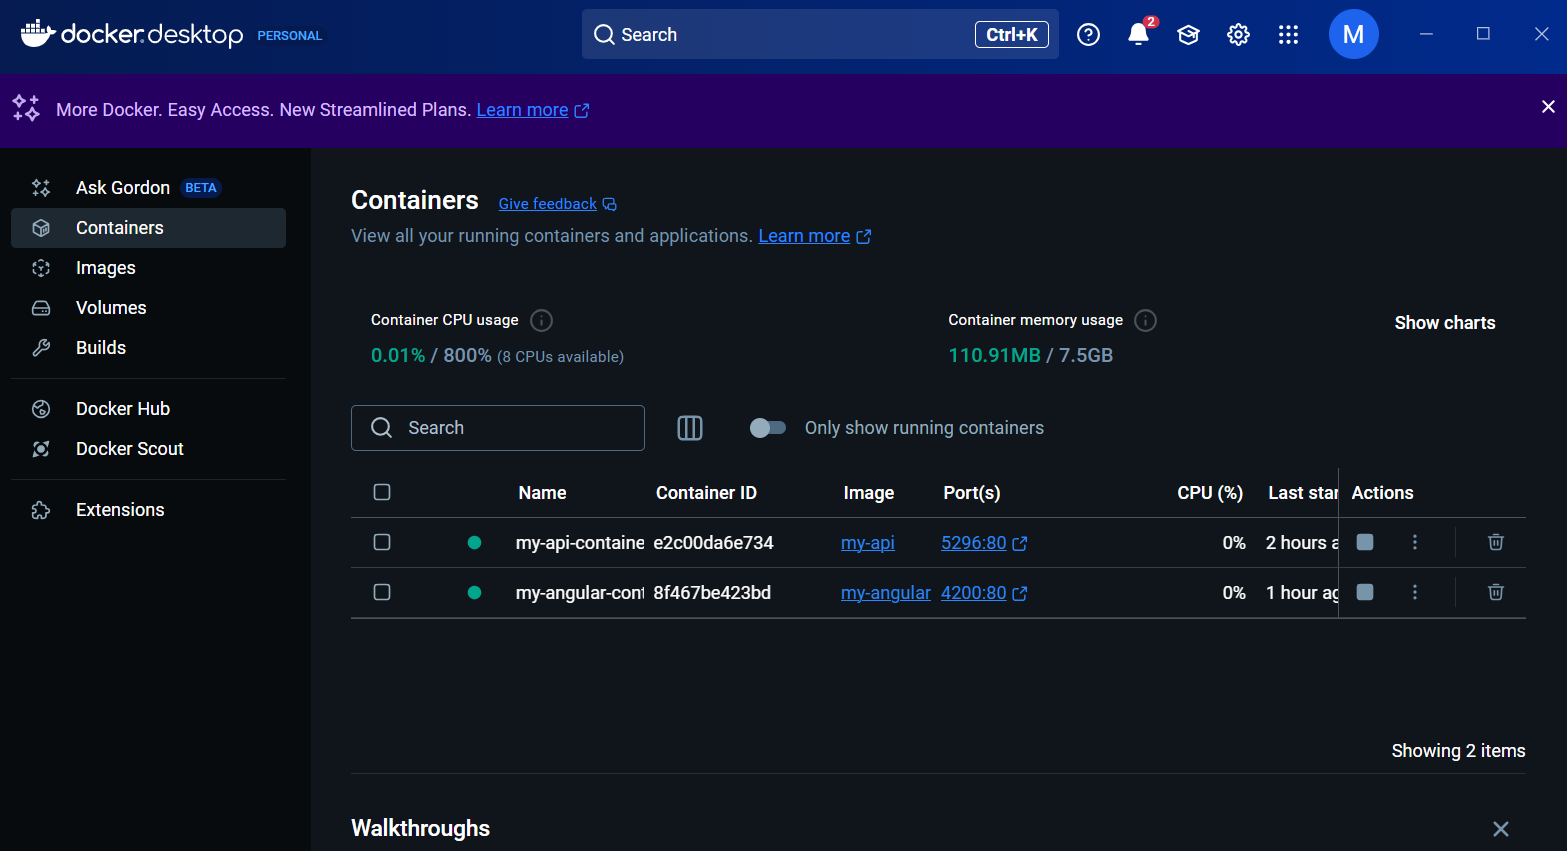 docker.desktop PERSONAL Search Ctrl+K 2 M
More Docker. Easy Access. New Streamlined Plans. Learn more
Ask Gordon BETA
Containers
Images
Volumes
Builds
Docker Hub
Docker Scout
Extensions
Containers Give feedback
View all your running containers and applications. Learn more
Container CPU usage
0.01% / 800% (8 CPUs available)
Container memory usage
110.91MB / 7.5GB
Show charts
Search Only show running containers
Name Container ID Image Port(s) CPU (%) Last star Actions
my-api-containe e2c00da6e734 my-api 5296:80 0% 2 hours a
my-angular-cont 8f467be423bd my-angular 4200:80 0% 1 hour ag
Showing 2 items
Walkthroughs